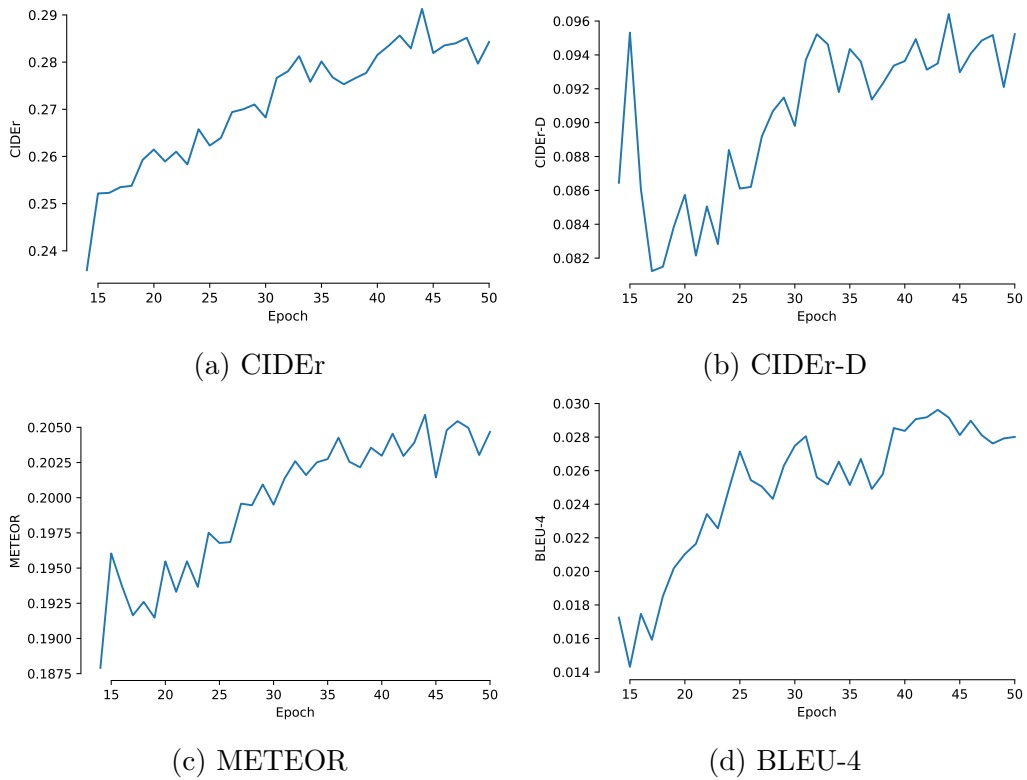 0.29
0.28
0.27
0.26
0.25
0.24
CIDEr
15 20 25 30 35 40 45 50
Epoch
(a) CIDEr
0.096
0.094
0.092
0.090
0.088
0.086
0.084
0.082
CIDEr-D
15 20 25 30 35 40 45 50
Epoch
(b) CIDEr-D
0.2050
0.2025
0.2000
0.1975
0.1950
0.1925
0.1900
0.1875
METEOR
15 20 25 30 35 40 45 50
Epoch
(c) METEOR
0.030
0.028
0.026
0.024
0.022
0.020
0.018
0.016
0.014
BLEU-4
15 20 25 30 35 40 45 50
Epoch
(d) BLEU-4